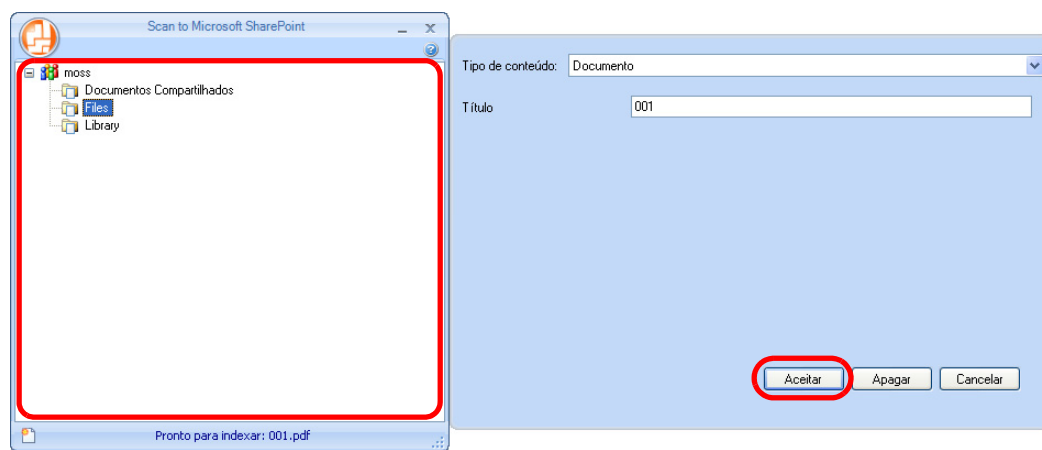 Scan to Microsoft SharePoint
moss
Documentos Compartilhados
Files
Library
Pronto para indexar: 001.pdf
Tipo de conteúdo: Documento
Título 001
Aceitar Apagar Cancelar